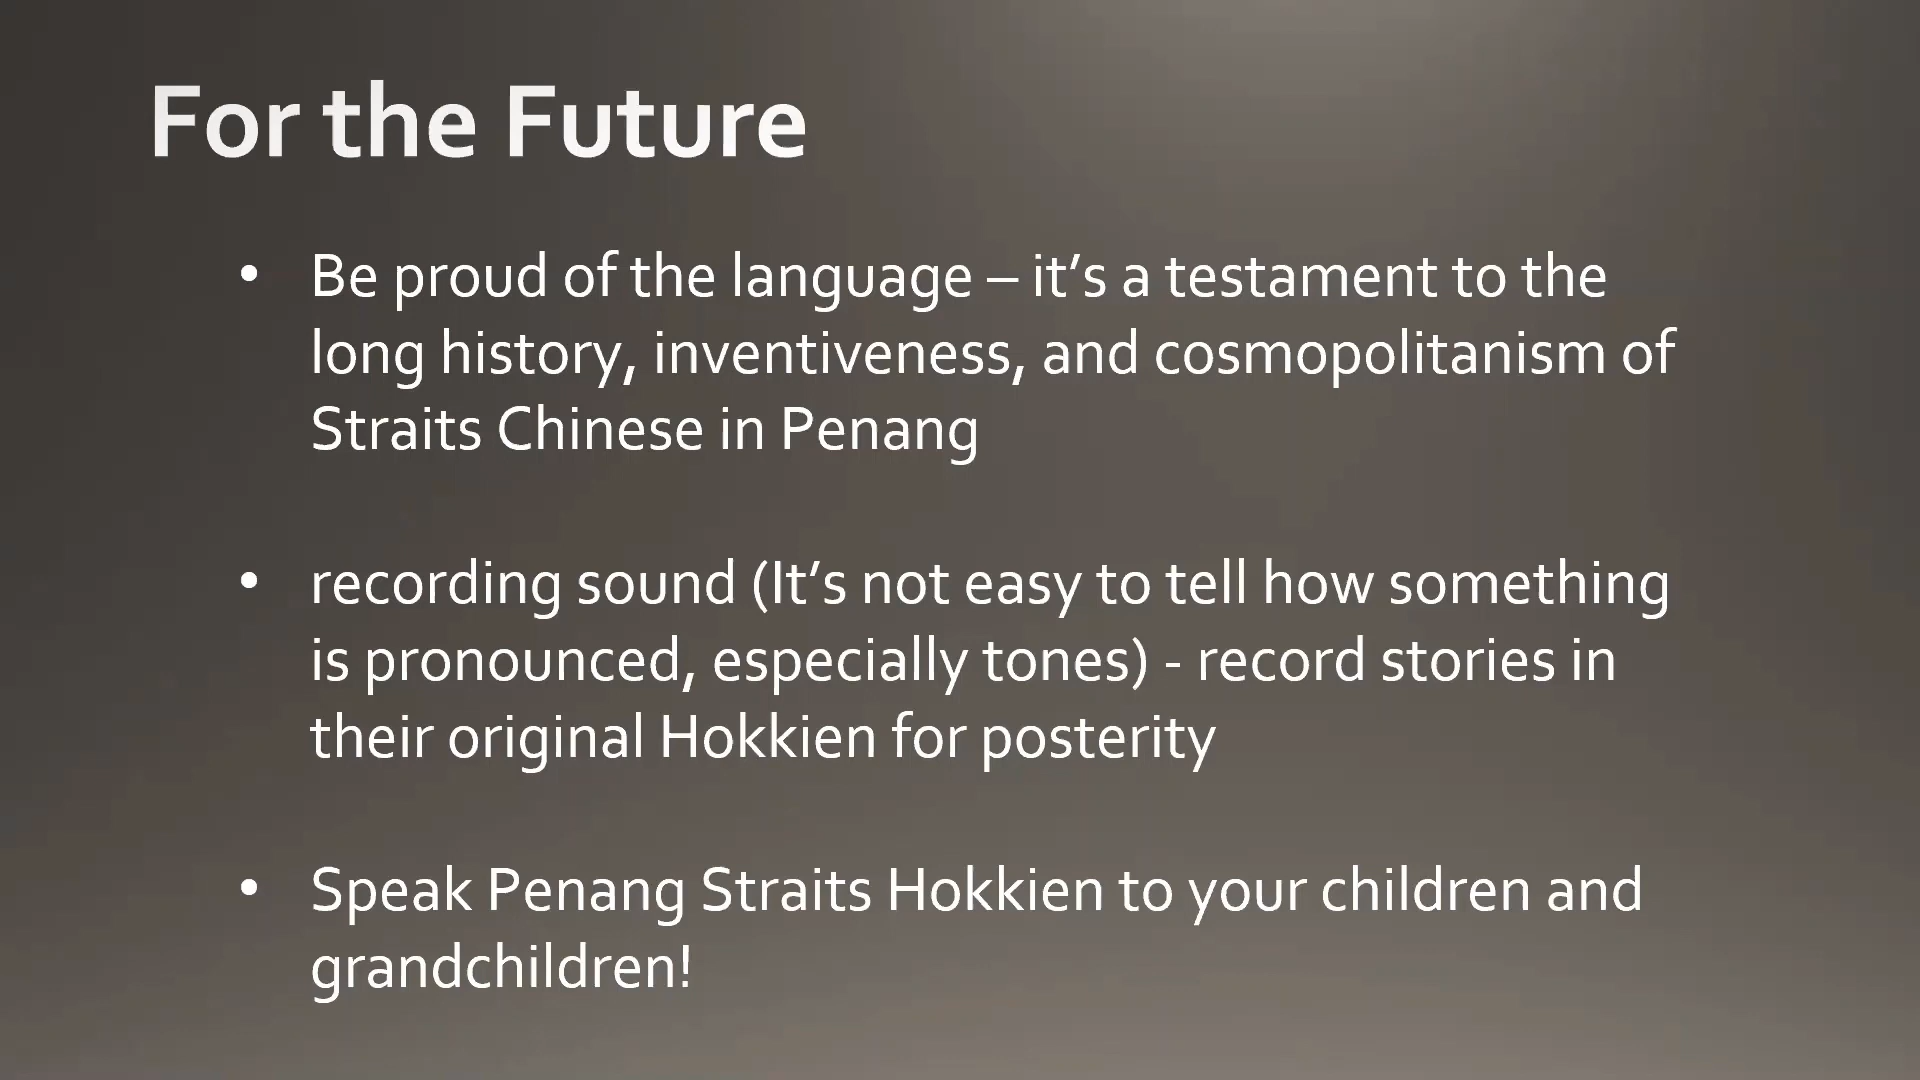 For the Future
• Be proud of the language – it’s a testament to the
long history, inventiveness, and cosmopolitanism of
Straits Chinese in Penang
• recording sound (It’s not easy to tell how something
is pronounced, especially tones) - record stories in
their original Hokkien for posterity
• Speak Penang Straits Hokkien to your children and
grandchildren!